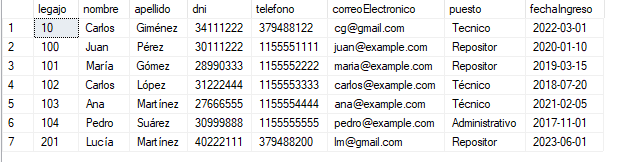 legajo nombre apellido dni telefono correoElectronico puesto fechaIngreso
1 10 Carlos Giménez 34111222 379488122 cg@gmail.com Técnico 2022-03-01
2 100 Juan Pérez 30111222 1155551111 juan@example.com Repositor 2020-01-10
3 101 María Gómez 28990333 1155552222 maria@example.com Repositor 2019-03-15
4 102 Carlos López 31222444 1155553333 carlos@example.com Técnico 2018-07-20
5 103 Ana Martínez 27666555 1155554444 ana@example.com Técnico 2021-02-05
6 104 Pedro Suárez 30999888 1155555555 pedro@example.com Administrativo 2017-11-01
7 201 Lucía Martínez 40222111 379488200 lm@gmail.com Repositor 2023-06-01